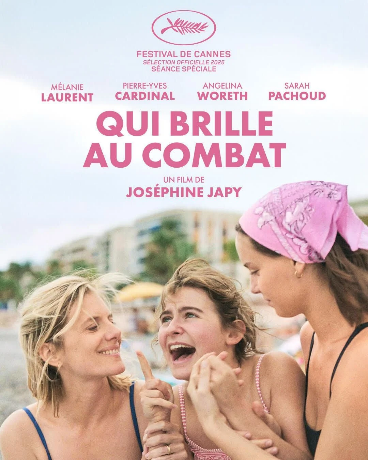 FESTIVAL DE CANNES
SÉLECTION OFFICIELLE 2025
SÉANCE SPÉCIALE
MÉLANIE LAURENT
PIERRE-YVES CARDINAL
ANGELINA WORETH
SARAH PACHOUD
QUI BRILLE
AU COMBAT
UN FILM DE
JOSÉPHINE JAPY